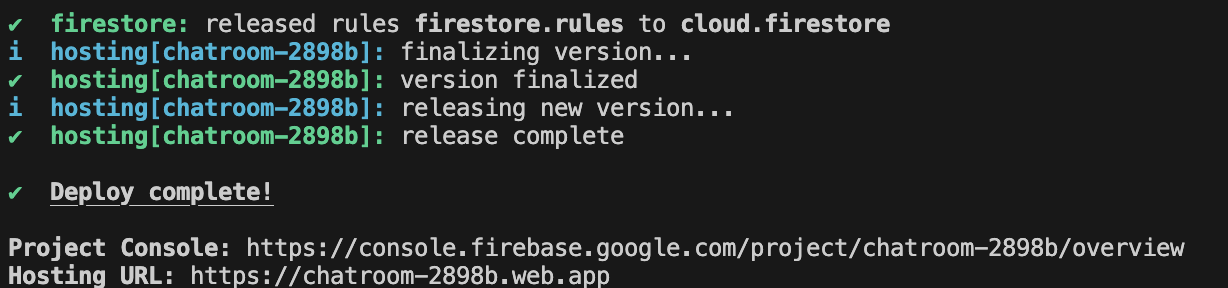 ✔ firestore: released rules firestore.rules to cloud.firestore
i hosting[chatroom-2898b]: finalizing version...
✔ hosting[chatroom-2898b]: version finalized
i hosting[chatroom-2898b]: releasing new version...
✔ hosting[chatroom-2898b]: release complete
✔ Deploy complete!
Project Console: https://console.firebase.google.com/project/chatroom-2898b/overview
Hosting URL: https://chatroom-2898b.web.app